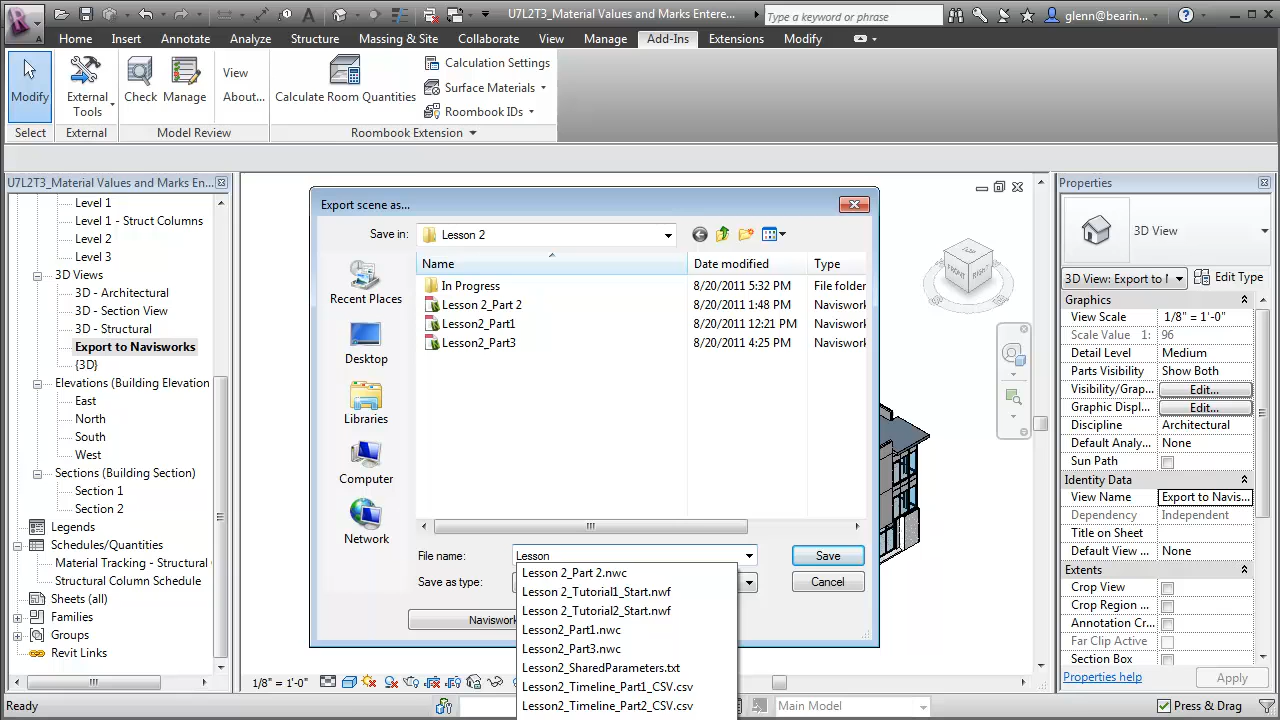 U7L2T3_Material Values and Marks Entere...
Type a keyword or phrase
glenn@bearin...
Home Insert Annotate Analyze Structure Massing & Site Collaborate View Manage Add-Ins Extensions Modify
Modify
External
Tools
Check
Manage
View
About...
Calculate Room Quantities
Calculation Settings
Surface Materials
Roombook IDs
Select External Model Review Roombook Extension
U7L2T3_Material Values and Marks En...
Level 1
Level 1 - Struct Columns
Level 2
Level 3
3D Views
3D - Architectural
3D - Section View
3D - Structural
Export to Navisworks
{3D}
Elevations (Building Elevation
East
North
South
West
Sections (Building Section)
Section 1
Section 2
Legends
Schedules/Quantities
Material Tracking - Structural
Structural Column Schedule
Sheets (all)
Families
Groups
Revit Links
Export scene as...
Save in: Lesson 2
Name Date modified Type
In Progress 8/20/2011 5:32 PM File folder
Lesson 2_Part 2 8/20/2011 1:48 PM Naviswork
Lesson2_Part1 8/20/2011 12:21 PM Naviswork
Lesson2_Part3 8/20/2011 4:25 PM Naviswork
Recent Places
Desktop
Libraries
Computer
Network
File name: Lesson Save
Save as type: Cancel
Naviswork
Lesson 2_Part 2.nwc
Lesson 2_Tutorial1_Start.nwf
Lesson 2_Tutorial2_Start.nwf
Lesson2_Part1.nwc
Lesson2_Part3.nwc
Lesson2_SharedParameters.txt
Lesson2_Timeline_Part1_CSV.csv
Lesson2_Timeline_Part2_CSV.csv
FRONT
RIGHT
Properties
3D View
3D View: Export to N Edit Type
Graphics
View Scale 1/8" = 1'-0"
Scale Value 1: 96
Detail Level Medium
Parts Visibility Show Both
Visibility/Grap... Edit...
Graphic Displ... Edit...
Discipline Architectural
Default Analy... None
Sun Path
Identity Data
View Name Export to Navis...
Dependency Independent
Title on Sheet
Default View ... None
Extents
Crop View
Crop Region ...
Annotation Cr...
Far Clip Active
Section Box
Properties help Apply
1/8" = 1'-0"
Ready
Main Model
Press & Drag